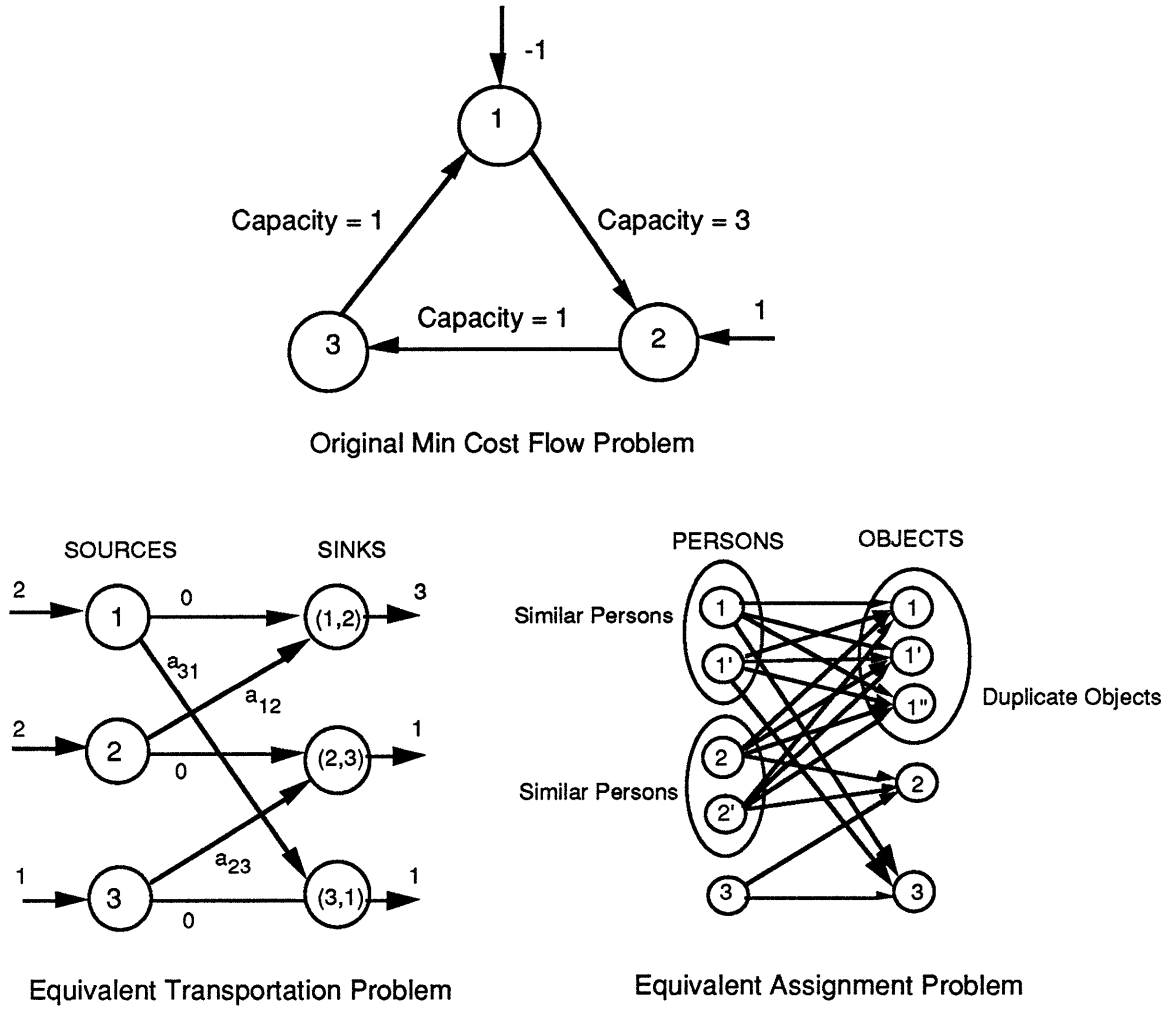 -1
1
Capacity = 1
Capacity = 3
Capacity = 1
1
3
2
Original Min Cost Flow Problem
SOURCES
SINKS
2
1
0
(1,2)
3
a31
a12
2
2
0
(2,3)
1
a23
1
3
0
(3,1)
1
Equivalent Transportation Problem
PERSONS
OBJECTS
Similar Persons
1
1
1'
1'
1"
Duplicate Objects
2
Similar Persons
2
2'
3
3
Equivalent Assignment Problem